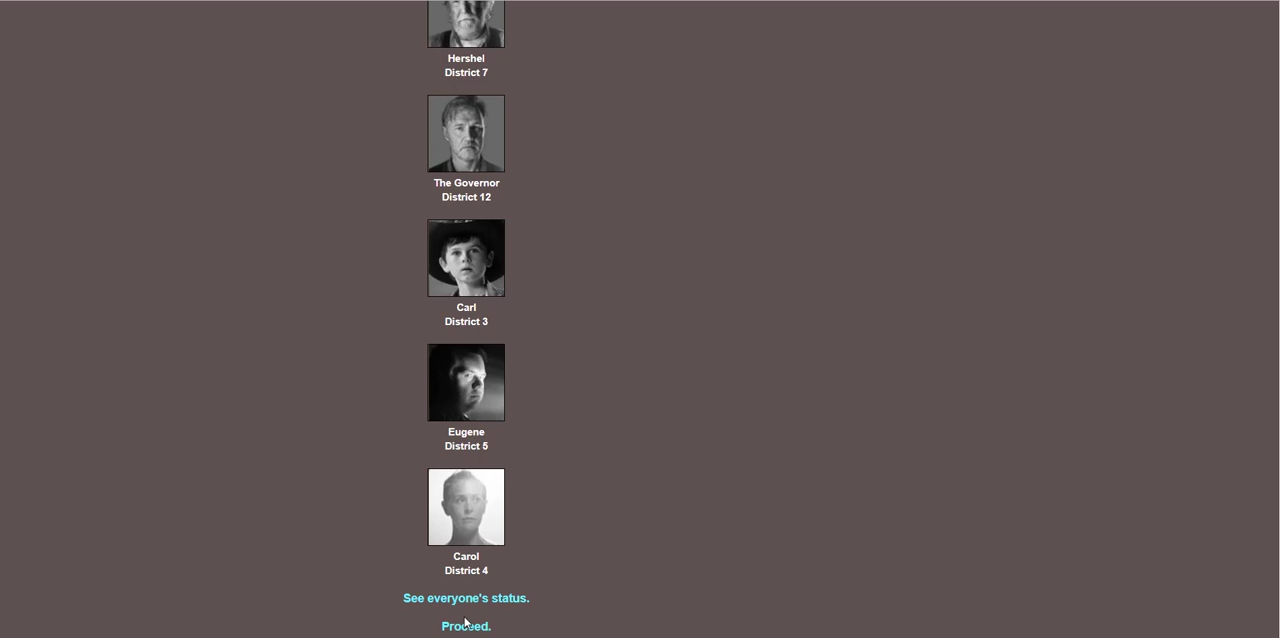 Hershel
District 7
The Governor
District 12
Carl
District 3
Eugene
District 5
Carol
District 4
See everyone's status.
Proceed.